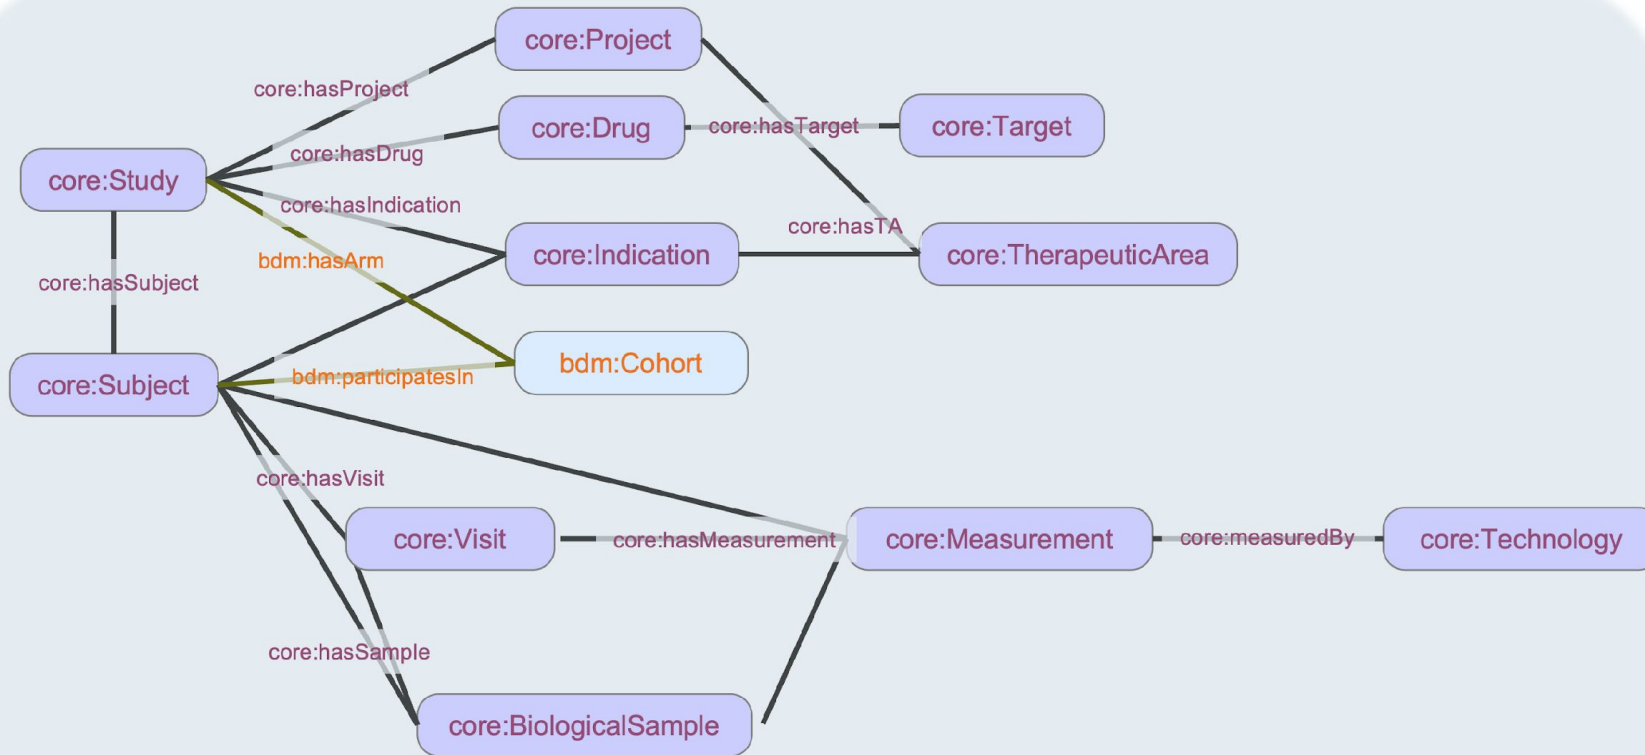 core:Project
core:hasProject
core:Drug
core:hasTarget
core:Target
core:hasDrug
core:Study
core:hasIndication
core:hasTA
core:Indication
core:TherapeuticArea
bdm:hasArm
core:hasSubject
bdm:Cohort
core:Subject
bdm:participatesIn
core:hasVisit
core:Visit
core:hasMeasurement
core:Measurement
core:measuredBy
core:Technology
core:hasSample
core:BiologicalSample